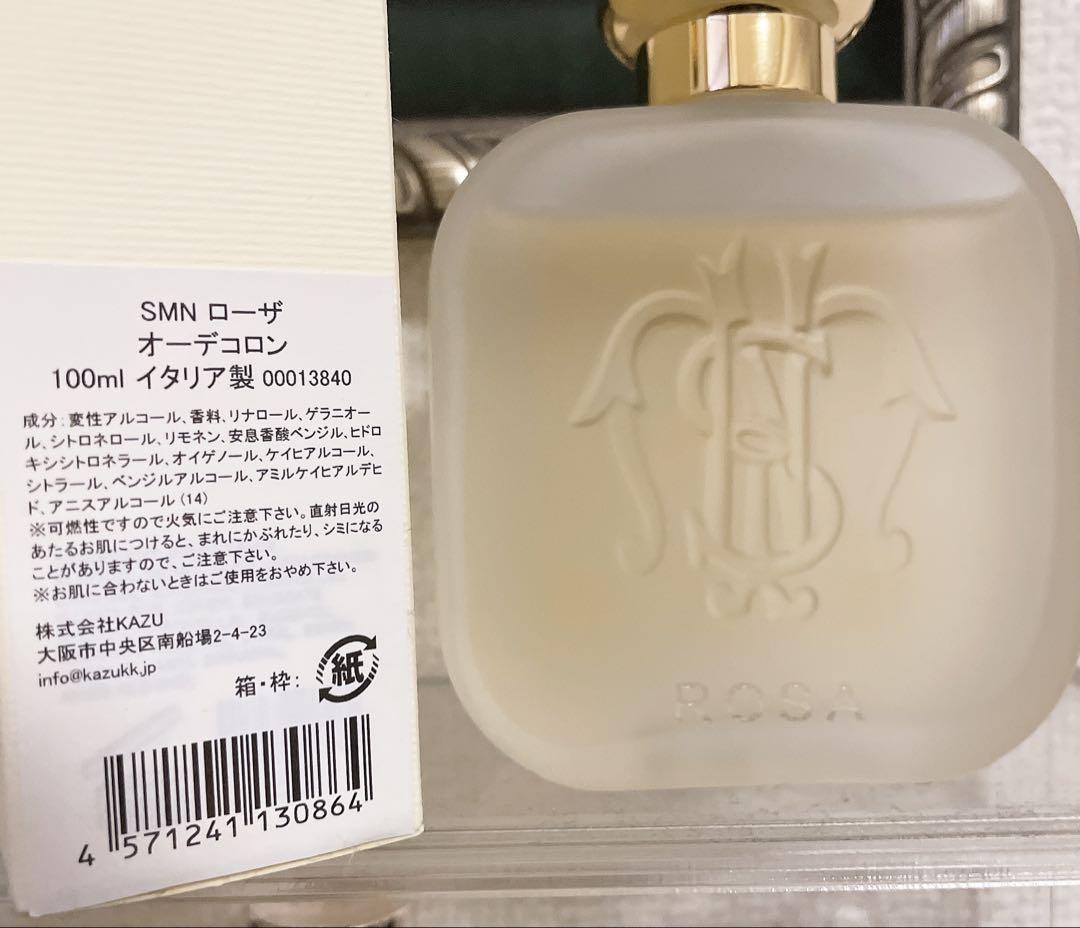 SMN ローザ
オーデコロン
100ml イタリア製 00013840
成分：変性アルコール、香料、リナロール、ゲラニオー
ル、シトロネロール、リモネン、安息香酸ベンジル、ヒドロ
キシシトロネラール、オイゲノール、ケイヒアルコール、
シトラール、ベンジルアルコール、アミルケイヒアルデヒ
ド、アニスアルコール（14）
※可燃性ですので火気にご注意下さい。直射日光の
あたるお肌につけると、まれにかぶれたり、シミになる
ことがありますので、ご注意下さい。
※お肌に合わないときはご使用をおやめ下さい。
株式会社KAZU
大阪市中央区南船場2-4-23
info@kazukk.jp
箱・枠：紙
4 571241 130864
ROSA